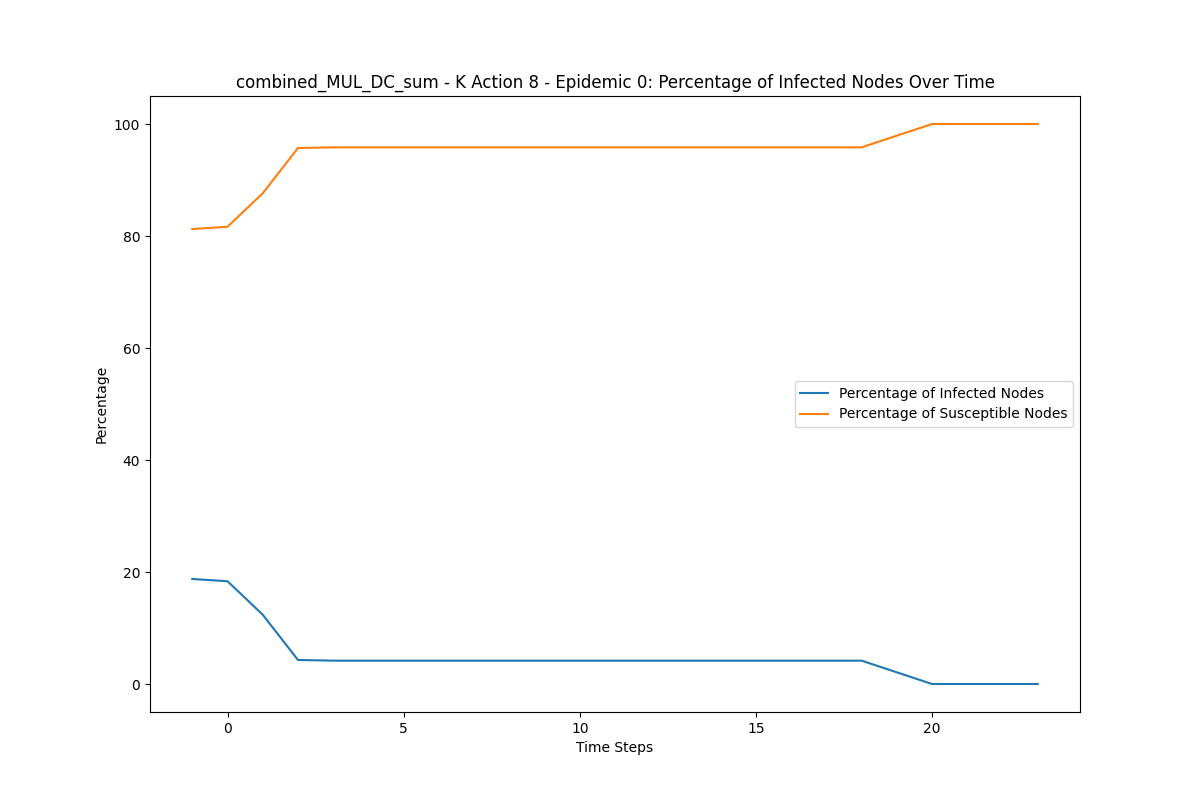 combined_MUL_DC_sum - K Action 8 - Epidemic 0: Percentage of Infected Nodes Over Time
100
80
60
40
20
0
Percentage
Percentage of Infected Nodes
Percentage of Susceptible Nodes
0 5 10 15 20
Time Steps